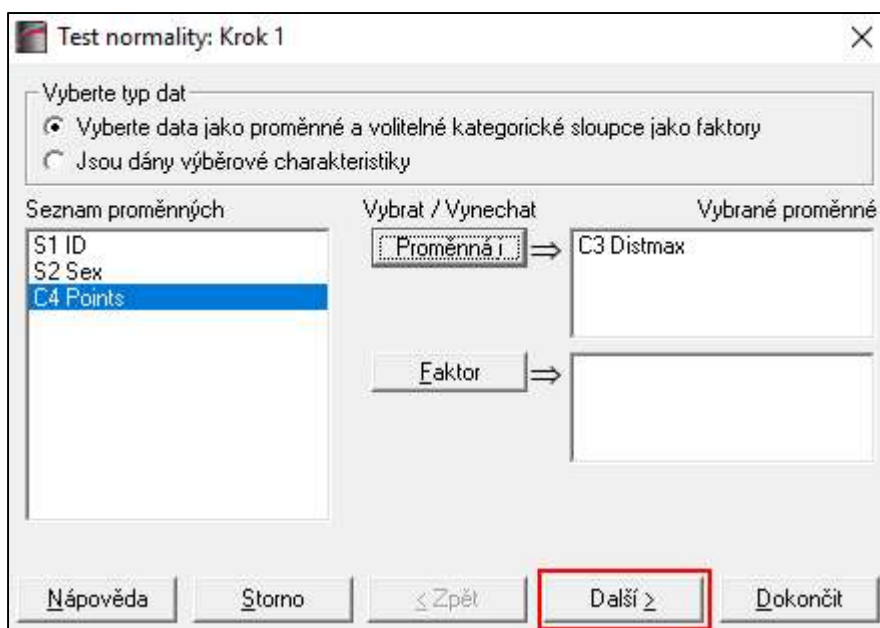 Test normality: Krok 1
Vyberte typ dat
Vyberte data jako proměnné a volitelné kategorické sloupce jako faktory
Jsou dány výběrové charakteristiky
Seznam proměnných
Vybrat / Vynechat
Vybrané proměnné
S1 ID
S2 Sex
C4 Points
Proměnná i
C3 Distmax
Faktor
Nápověda
Storno
< Zpět
Další >
Dokončit